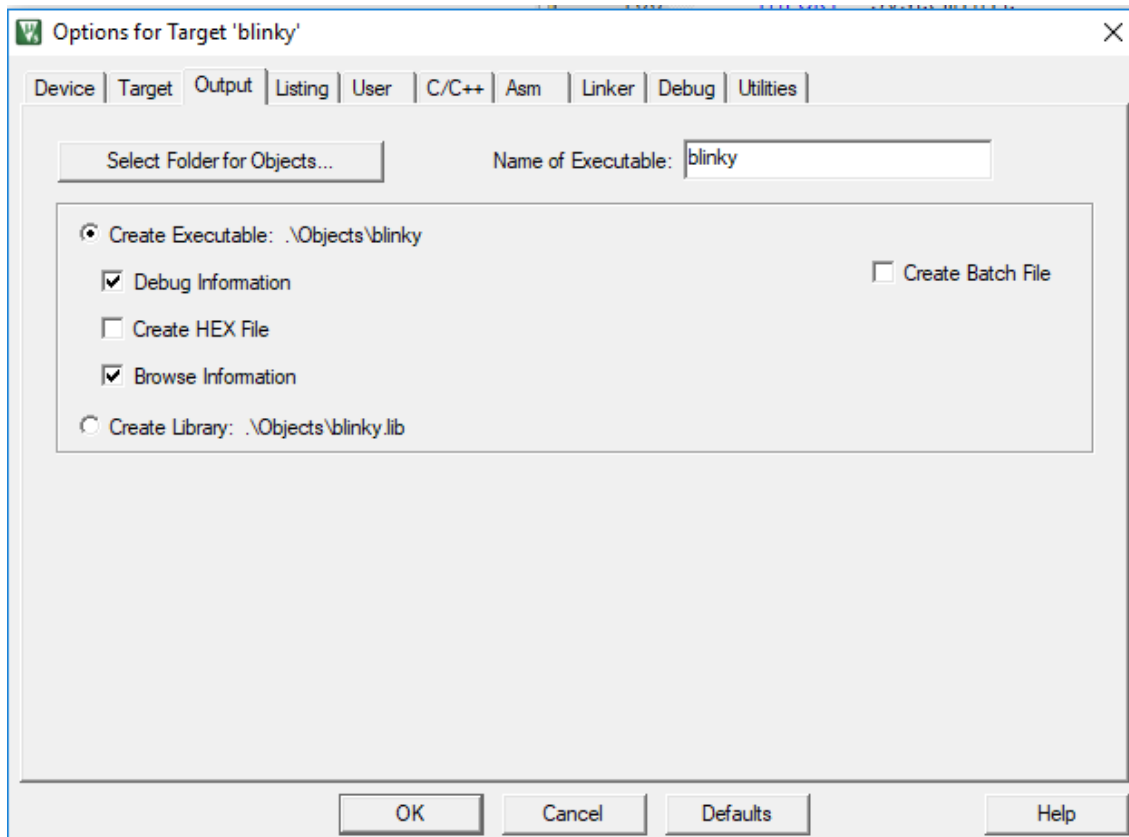 Options for Target 'blinky'
Device Target Output Listing User C/C++ Asm Linker Debug Utilities
Select Folder for Objects... Name of Executable: blinky
Create Executable: .\Objects\blinky
Debug Information
Create Batch File
Create HEX File
Browse Information
Create Library: .\Objects\blinky.lib
OK Cancel Defaults Help